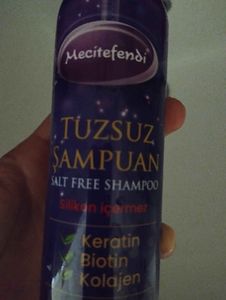 Mecitefendi
TUZSUZ
ŞAMPUAN
SALT FREE SHAMPOO
Silikon içermez
Keratin
Biotin
Kolajen